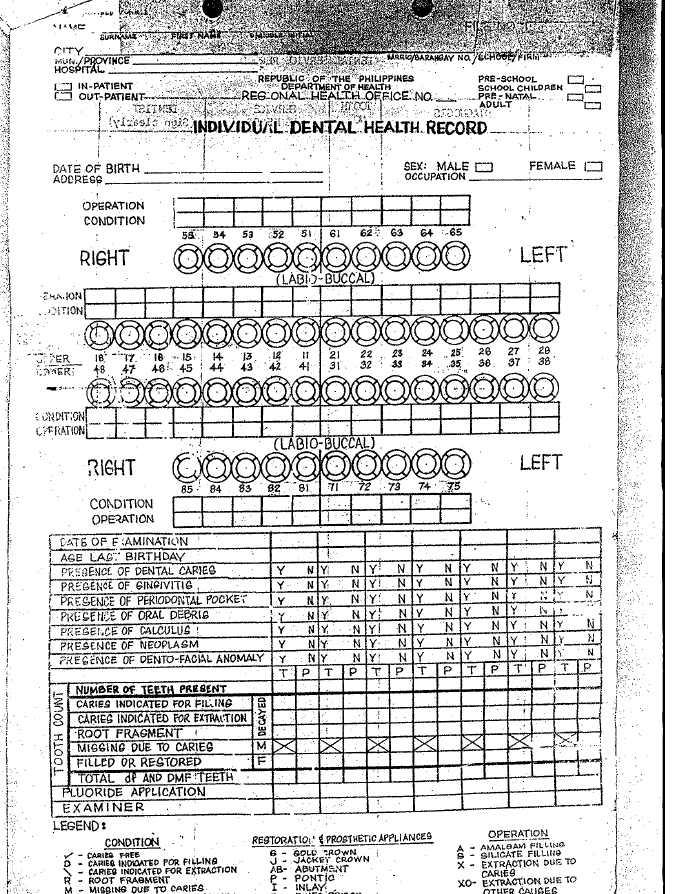 NAME
SURNAME FIRST NAME MIDDLE INITIAL FILE NO.
CITY
MUN./PROVINCE BARRIO/BARANGAY NO./SCHOOL/FIRM
HOSPITAL
REPUBLIC OF THE PHILIPPINES PRE-SCHOOL
IN-PATIENT DEPARTMENT OF HEALTH SCHOOL CHILDREN
OUT-PATIENT REGIONAL HEALTH OFFICE NO. PRE-NATAL
ADULT
INDIVIDUAL DENTAL HEALTH RECORD
DATE OF BIRTH SEX: MALE FEMALE
ADDRESS OCCUPATION
OPERATION
CONDITION
55 54 53 52 51 61 62 63 64 65
RIGHT LEFT
(LABIO-BUCCAL)
18 17 16 15 14 13 12 11 21 22 23 24 25 26 27 28
48 47 46 45 44 43 42 41 31 32 33 34 35 36 37 38
CONDITION
OPERATION
(LABIO-BUCCAL)
RIGHT LEFT
85 84 83 82 81 71 72 73 74 75
CONDITION
OPERATION
DATE OF EXAMINATION
AGE LAST BIRTHDAY
PRESENCE OF DENTAL CARIES Y N Y N Y N Y N Y N Y N Y N
PRESENCE OF GINGIVITIS Y N Y N Y N Y N Y N Y N Y N
PRESENCE OF PERIODONTAL POCKET Y N Y N Y N Y N Y N Y N Y N
PRESENCE OF ORAL DEBRIS Y N Y N Y N Y N Y N Y N
PRESENCE OF CALCULUS Y N Y N Y N Y N Y N Y N Y N
PRESENCE OF NEOPLASM Y N Y N Y N Y N Y N Y N Y N
PRESENCE OF DENTO-FACIAL ANOMALY Y N Y N Y N Y N Y N Y N Y N
T P T P T P T P T P T P T P
TOOTH COUNT
NUMBER OF TEETH PRESENT
CARIES INDICATED FOR FILLING DECAYED
CARIES INDICATED FOR EXTRACTION
ROOT FRAGMENT
MISSING DUE TO CARIES M
FILLED OR RESTORED F
TOTAL df AND DMF TEETH
FLUORIDE APPLICATION
EXAMINER
LEGEND:
CONDITION
✓ - CARIES FREE
D - CARIES INDICATED FOR FILLING
\ - CARIES INDICATED FOR EXTRACTION
R - ROOT FRAGMENT
M - MISSING DUE TO CARIES
RESTORATION & PROSTHETIC APPLIANCES
G - GOLD CROWN
J - JACKET CROWN
AB- ABUTMENT
P - PONTIC
I - INLAY
OPERATION
A - AMALGAM FILLING
S - SILICATE FILLING
X - EXTRACTION DUE TO
CARIES
XO- EXTRACTION DUE TO
OTHER CAUSES